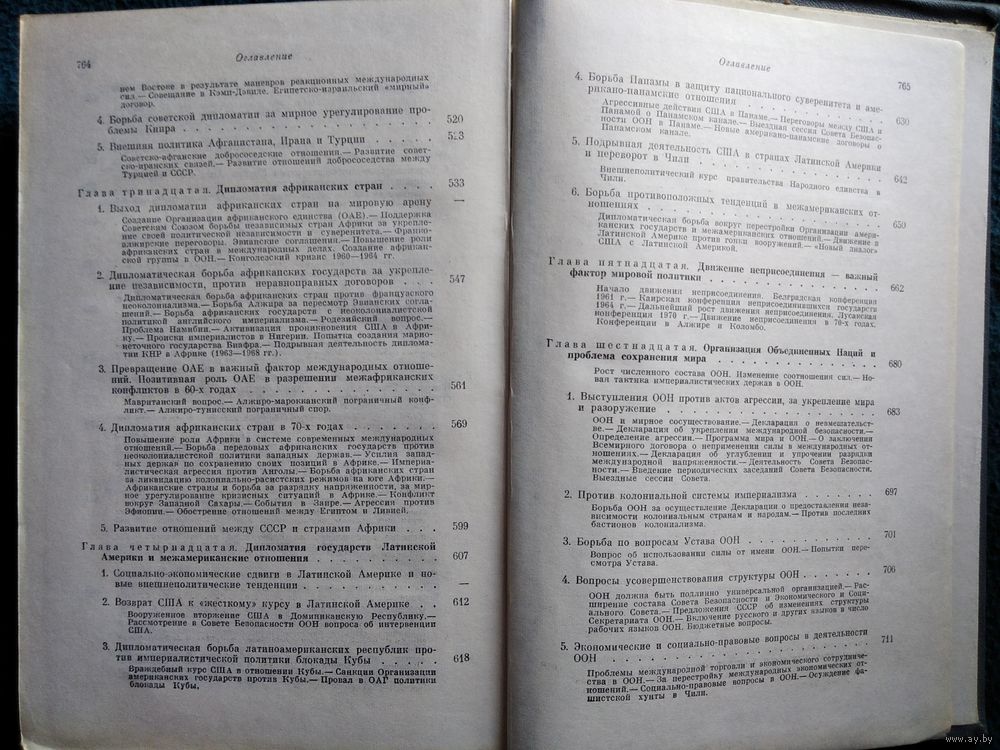 764
Оглавление
нем Востоке в результате маневров реакционных международных
сил.— Совещание в Кэмп-Дэвиде. Египетско-израильский «мирный»
договор.
4. Борьба советской дипломатии за мирное урегулирование про-
блемы Кипра . . . . . . . . . . . . . . . . . . 520
5. Внешняя политика Афганистана, Ирана и Турции . . . . . 523
Советско-афганские добрососедские отношения.— Развитие совет-
ско-иранских связей.— Развитие отношений добрососедства между
Турцией и СССР.
Глава тринадцатая. Дипломатия африканских стран . . . . 533
1. Выход дипломатии африканских стран на мировую арену —
Создание Организации африканского единства (ОАЕ).— Поддержка
Советским Союзом борьбы независимых стран Африки за укрепле-
ние своей политической независимости и суверенитета.— Франко-
алжирские переговоры. Эвианские соглашения.— Повышение роли
африканских стран в международных делах. Создание африкан-
ской группы в ООН.— Конголезский кризис 1960—1964 гг.
2. Дипломатическая борьба африканских государств за укрепле-
ние независимости, против неравноправных договоров . . . 547
Дипломатическая борьба африканских стран против французского
неоколониализма.— Борьба Алжира за пересмотр Эвианских согла-
шений.— Борьба африканских государств с неоколониалистской
политикой английского империализма.— Родезийский вопрос.—
Проблема Намибии.— Активизация проникновения США в Афри-
ку.— Происки империалистов в Нигерии. Попытка создания марио-
неточного государства Биафра.— Подрывная деятельность диплома-
тии КНР в Африке (1963—1968 гг.).
3. Превращение ОАЕ в важный фактор международных отноше-
ний. Позитивная роль ОАЕ в разрешении межафриканских
конфликтов в 60-х годах . . . . . . . . . . . . . . 561
Мавританский вопрос.— Алжиро-марокканский пограничный конф-
ликт.— Алжиро-тунисский пограничный спор.
4. Дипломатия африканских стран в 70-х годах . . . . . . 569
Повышение роли Африки в системе современных международных
отношений.— Борьба передовых африканских государств против
неоколониалистской политики западных держав.— Усилия запад-
ных держав по сохранению своих позиций в Африке.— Империа-
листическая агрессия против Анголы.— Борьба африканских стран
за ликвидацию колониально-расистских режимов на юге Африки.—
Африканские страны и борьба за разрядку напряженности, за мир-
ное урегулирование кризисных ситуаций в Африке.— Конфликт
вокруг Западной Сахары.— События в Заире.— Агрессия против
Эфиопии.— Обострение отношений между Египтом и Ливией.
5. Развитие отношений между СССР и странами Африки . . . 599
Глава четырнадцатая. Дипломатия государств Латинской
Америки и межамериканские отношения . . . . . . . . . 607
1. Социально-экономические сдвиги в Латинской Америке и но-
вые внешнеполитические тенденции . . . . . . . . . —
2. Возврат США к «жесткому» курсу в Латинской Америке . . 612
Вооруженное вторжение США в Доминиканскую Республику.—
Рассмотрение в Совете Безопасности ООН вопроса об интервенции
США.
3. Дипломатическая борьба латиноамериканских республик про-
тив империалистической политики блокады Кубы . . . . . 618
Враждебный курс США в отношении Кубы.— Санкции Организации
американских государств против Кубы.— Провал в ОАГ политики
блокады Кубы.
Оглавление
765
4. Борьба Панамы в защиту национального суверенитета и аме-
рикано-панамские отношения . . . . . . . . . . . . 630
Агрессивные действия США в Панаме.— Переговоры между США и
Панамой о Панамском канале.— Выездная сессия Совета Безопас-
ности ООН в Панаме.— Новые американо-панамские договоры о
Панамском канале.
5. Подрывная деятельность США в странах Латинской Америки
и переворот в Чили . . . . . . . . . . . . . . . . 642
Внешнеполитический курс правительства Народного единства в
Чили.
6. Борьба противоположных тенденций в межамериканских от-
ношениях . . . . . . . . . . . . . . . . . . . . 650
Дипломатическая борьба вокруг перестройки Организации амери-
канских государств и межамериканских отношений.— Движение в
Латинской Америке против гонки вооружений.— «Новый диалог»
США с Латинской Америкой.
Глава пятнадцатая. Движение неприсоединения — важный
фактор мировой политики . . . . . . . . . . . . . . 662
Начало движения неприсоединения. Белградская конференция
1961 г.— Каирская конференция неприсоединившихся государств
1964 г.— Дальнейший рост движения неприсоединения. Лусакская
конференция 1970 г.— Движение неприсоединения в 70-х годах.
Конференции в Алжире и Коломбо.
Глава шестнадцатая. Организация Объединенных Наций и
проблема сохранения мира . . . . . . . . . . . . . . 680
Рост численного состава ООН. Изменение соотношения сил.— Но-
вая тактика империалистических держав в ООН.
1. Выступления ООН против актов агрессии, за укрепление мира
и разоружение . . . . . . . . . . . . . . . . . . 683
ООН и мирное сосуществование.— Декларация о невмешательст-
ве.— Декларация об укреплении международной безопасности.—
Определение агрессии.— Программа мира и ООН.— О заключении
Всемирного договора о неприменении силы в международных от-
ношениях.— Декларация об углублении и упрочении разрядки
международной напряженности.— Деятельность Совета Безопас-
ности.— Введение периодических заседаний Совета Безопасности.
Выездные сессии Совета.
2. Против колониальной системы империализма . . . . . . 697
Борьба ООН за осуществление Декларации о предоставлении неза-
висимости колониальным странам и народам.— Против последних
бастионов колониализма.
3. Борьба по вопросам Устава ООН . . . . . . . . . . . 701
Вопрос об использовании силы от имени ООН.— Попытки пере-
смотра Устава.
4. Вопросы усовершенствования структуры ООН . . . . . . 706
ООН должна быть подлинно универсальной организацией.— Рас-
ширение состава Совета Безопасности и Экономического и Соци-
ального Совета.— Предложения СССР об изменениях структуры
Секретариата ООН.— Включение русского и других языков в число
рабочих языков ООН. Бюджетные вопросы.
5. Экономические и социально-правовые вопросы в деятельности
ООН . . . . . . . . . . . . . . . . . . . . . . 711
Проблемы международной торговли и экономического сотрудниче-
ства в ООН.— За перестройку международных экономических от-
ношений.— Социально-правовые вопросы в ООН.— Осуждение фа-
шистской хунты в Чили.
www.ay.by